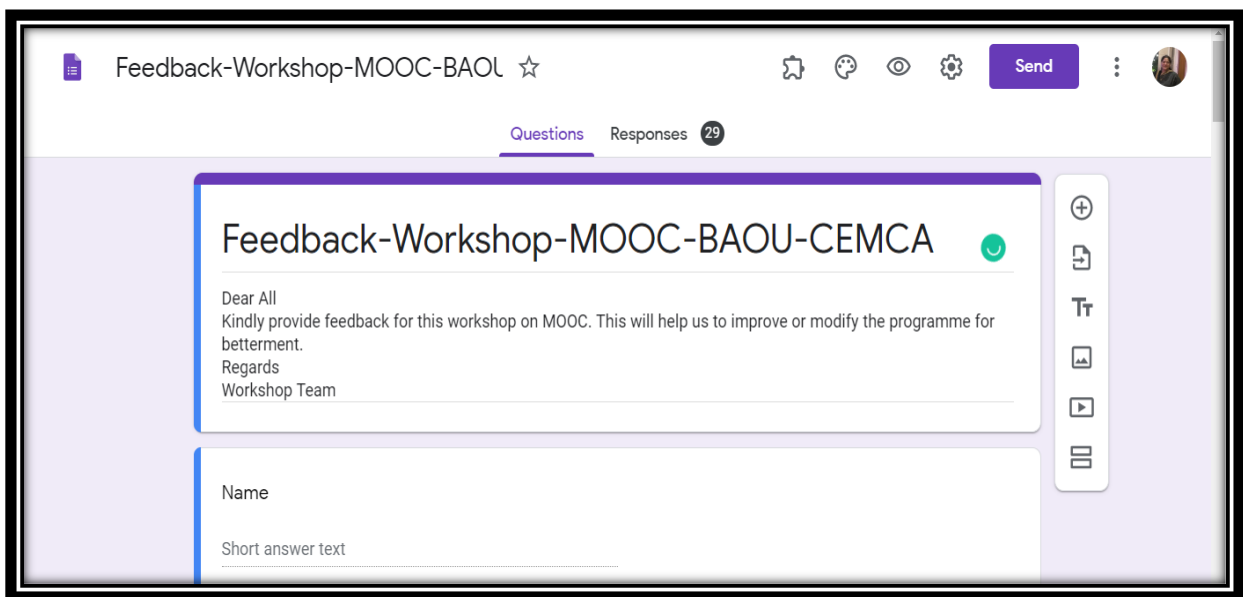 Feedback-Workshop-MOOC-BAOU
Send
Questions Responses 29
Feedback-Workshop-MOOC-BAOU-CEMCA
Dear All
Kindly provide feedback for this workshop on MOOC. This will help us to improve or modify the programme for
betterment.
Regards
Workshop Team
Tт
Name
Short answer text